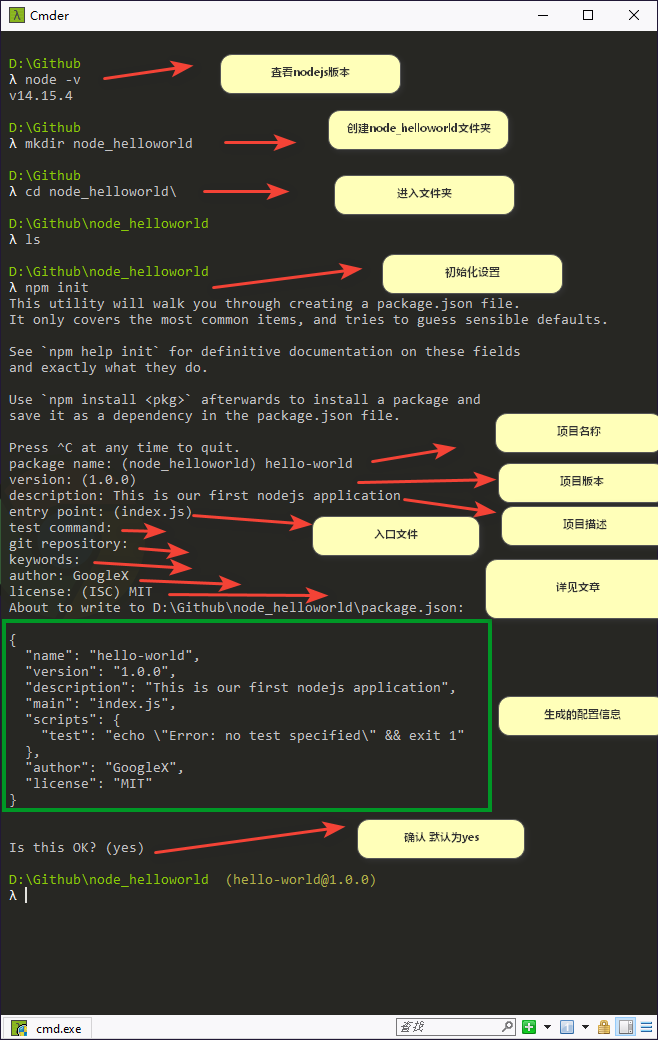 Cmder
D:\Github
λ node -v
查看nodejs版本
v14.15.4
D:\Github
λ mkdir node_helloworld
创建node_helloworld文件夹
D:\Github
λ cd node_helloworld\
进入文件夹
D:\Github\node_helloworld
λ ls
D:\Github\node_helloworld
λ npm init
初始化设置
This utility will walk you through creating a package.json file.
It only covers the most common items, and tries to guess sensible defaults.
See `npm help init` for definitive documentation on these fields
and exactly what they do.
Use `npm install <pkg>` afterwards to install a package and
save it as a dependency in the package.json file.
Press ^C at any time to quit.
项目名称
package name: (node_helloworld) hello-world
version: (1.0.0)
项目版本
description: This is our first nodejs application
项目描述
entry point: (index.js)
入口文件
test command:
git repository:
keywords:
author: GoogleX
详见文章
license: (ISC) MIT
About to write to D:\Github\node_helloworld\package.json:
{
"name": "hello-world",
"version": "1.0.0",
"description": "This is our first nodejs application",
"main": "index.js",
"scripts": {
"test": "echo \"Error: no test specified\" && exit 1"
},
"author": "GoogleX",
"license": "MIT"
}
生成的配置信息
Is this OK? (yes)
确认 默认为yes
D:\Github\node_helloworld (hello-world@1.0.0)
λ
cmd.exe
查找